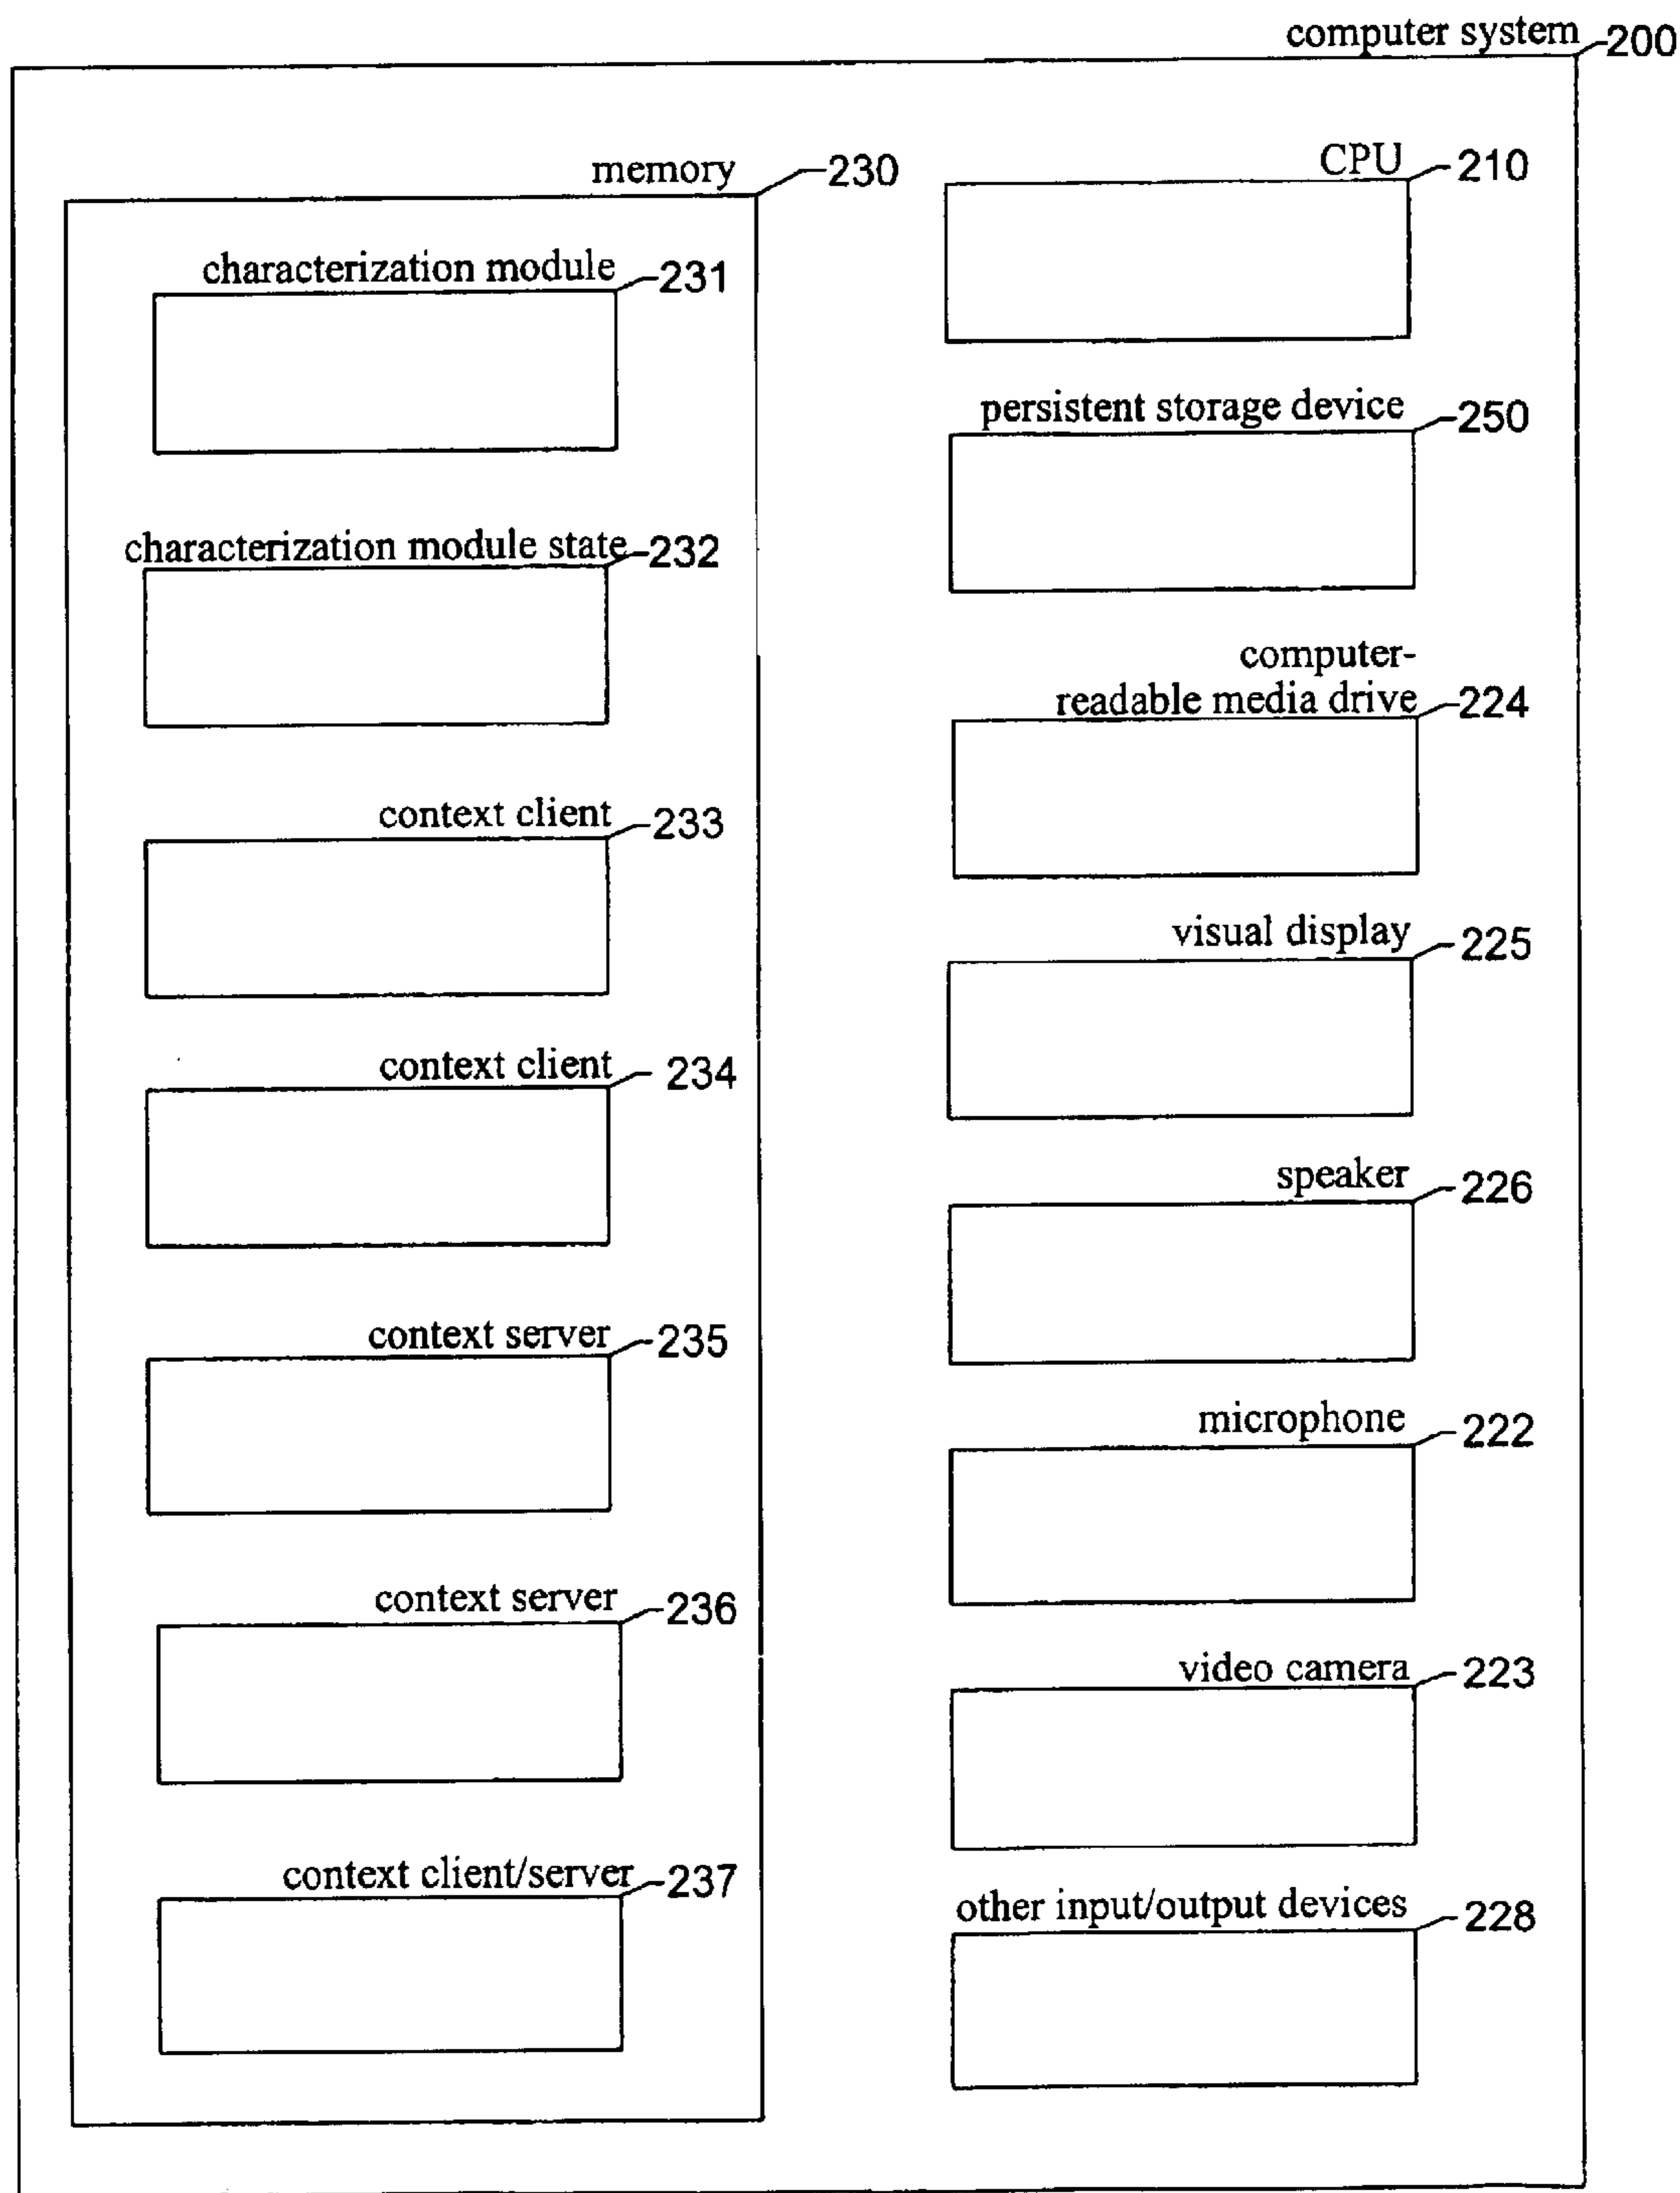 computer system 200
memory 230
characterization module 231
characterization module state 232
context client 233
context client 234
context server 235
context server 236
context client/server 237
CPU 210
persistent storage device 250
computer-
readable media drive 224
visual display 225
speaker 226
microphone 222
video camera 223
other input/output devices 228